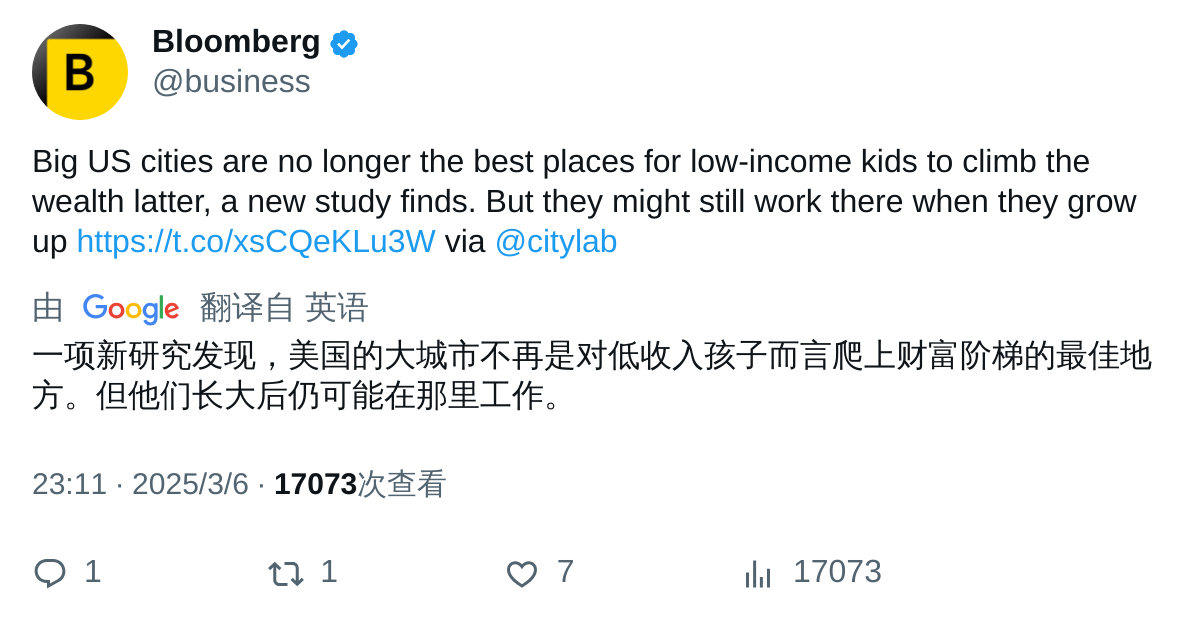 B
Bloomberg
@business
Big US cities are no longer the best places for low-income kids to climb the
wealth latter, a new study finds. But they might still work there when they grow
up https://t.co/xsCQeKLu3W via @citylab
由 Google 翻译自 英语
一项新研究发现，美国的大城市不再是对低收入孩子而言爬上财富阶梯的最佳地
方。但他们长大后仍可能在那里工作。
23:11 · 2025/3/6 · 17073次查看
1 1 7 17073